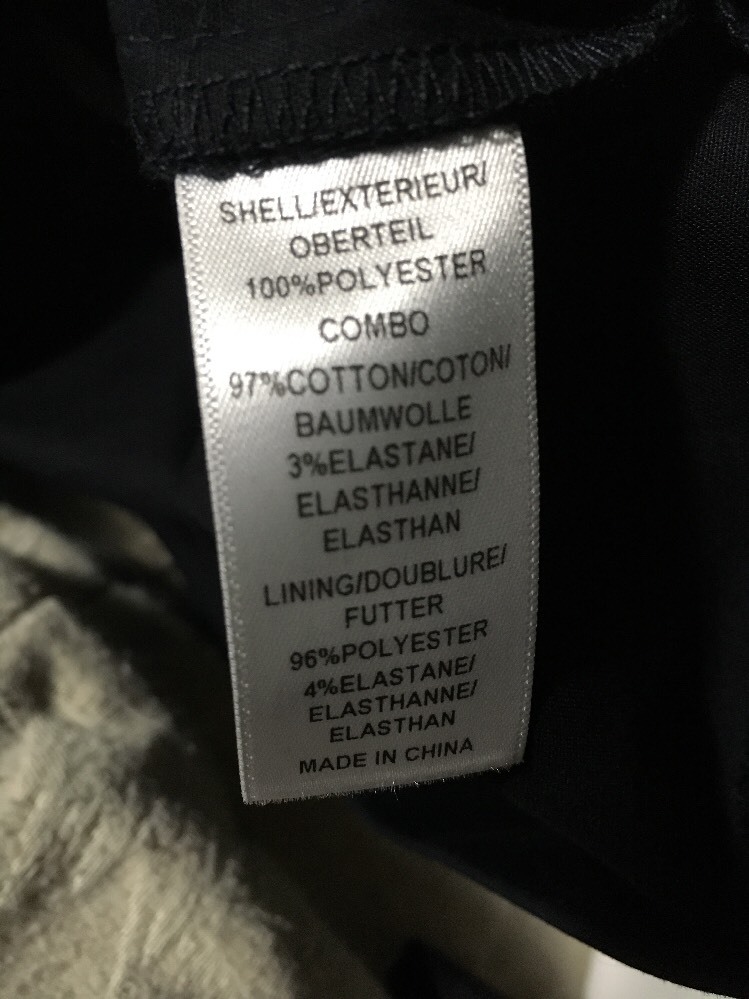 SHELL/EXTERIEUR/
OBERTEIL
100%POLYESTER
COMBO
97%COTTON/COTON/
BAUMWOLLE
3%ELASTANE/
ELASTHANNE/
ELASTHAN
LINING/DOUBLURE/
FUTTER
96%POLYESTER
4%ELASTANE/
ELASTHANNE/
ELASTHAN
MADE IN CHINA